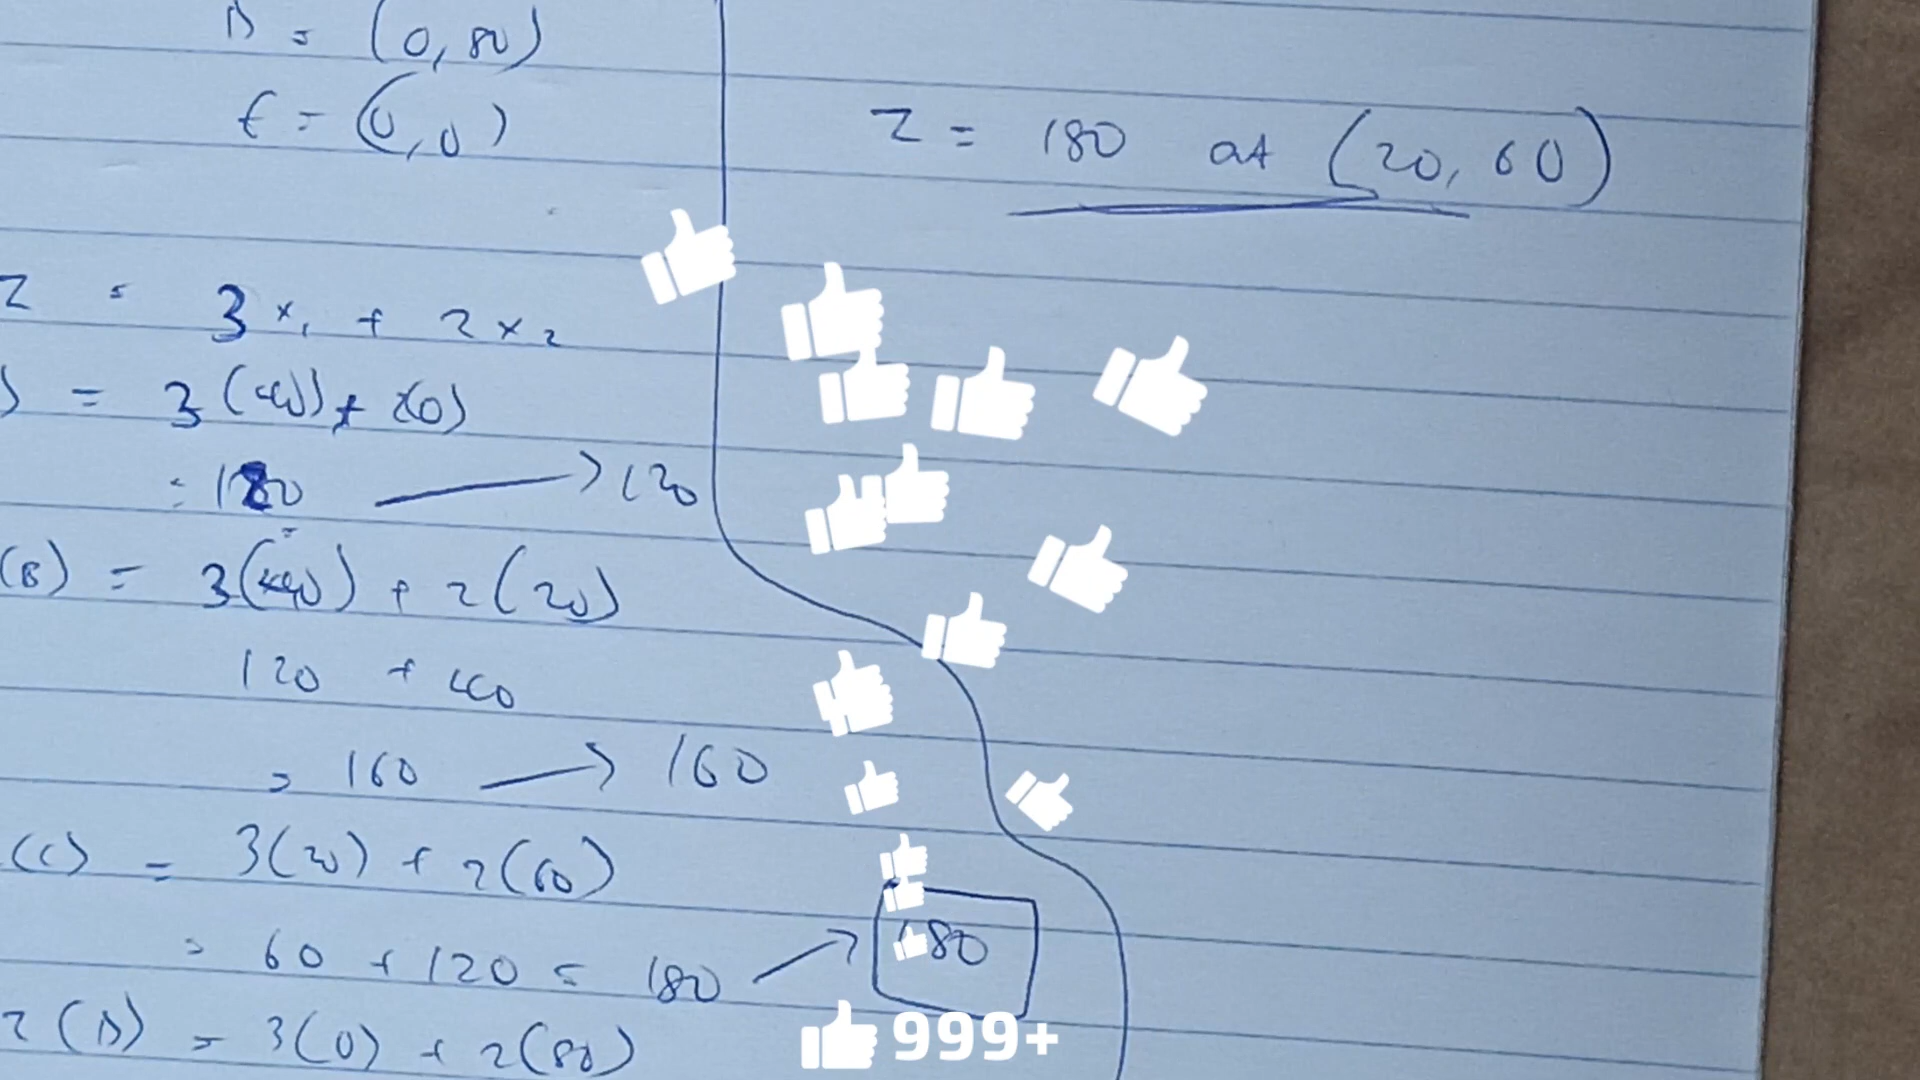 D = (0, 80)
E = (0, 0)
Z = 3x₁ + 2x₂
) = 3(40) + (0)
= 120 → 120
(B) = 3(40) + 2(20)
120 + 40
= 160 → 160
(C) = 3(20) + 2(60)
= 60 + 120 = 180 → 180
Z(D) = 3(0) + 2(80)
Z = 180 at (20, 60)
999+